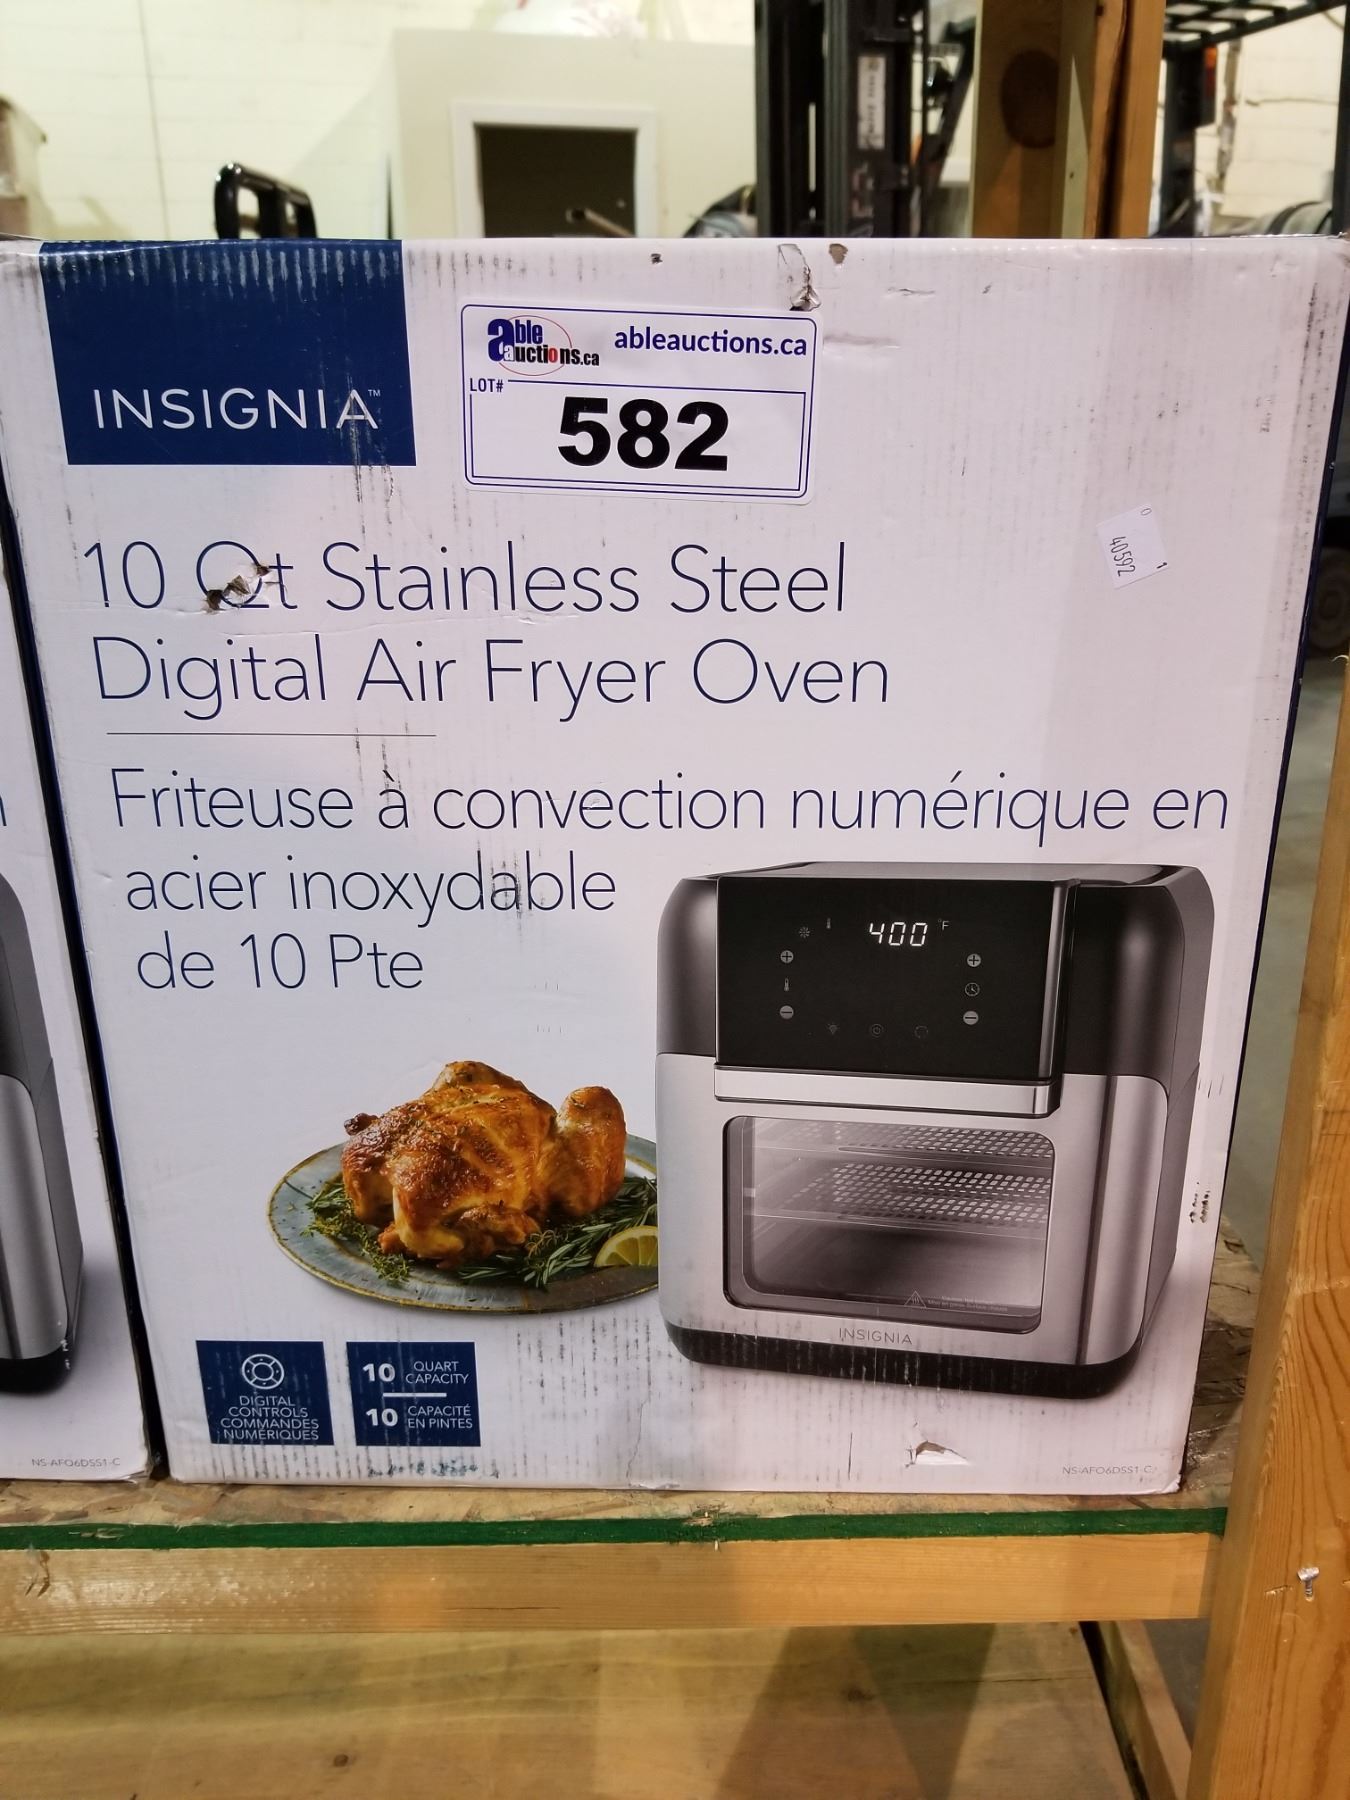 INSIGNIA™
able auctions.ca
ableauctions.ca
LOT#
582
0
40592
1
10 Qt Stainless Steel
Digital Air Fryer Oven
Friteuse à convection numérique en
acier inoxydable
de 10 Pte
400 °F
INSIGNIA
DIGITAL
CONTROLS
COMMANDES
NUMÉRIQUES
10 QUART
CAPACITY
10 CAPACITÉ
EN PINTES
NS-AFO6DSS1-C
NS-AFO6DSS1-C